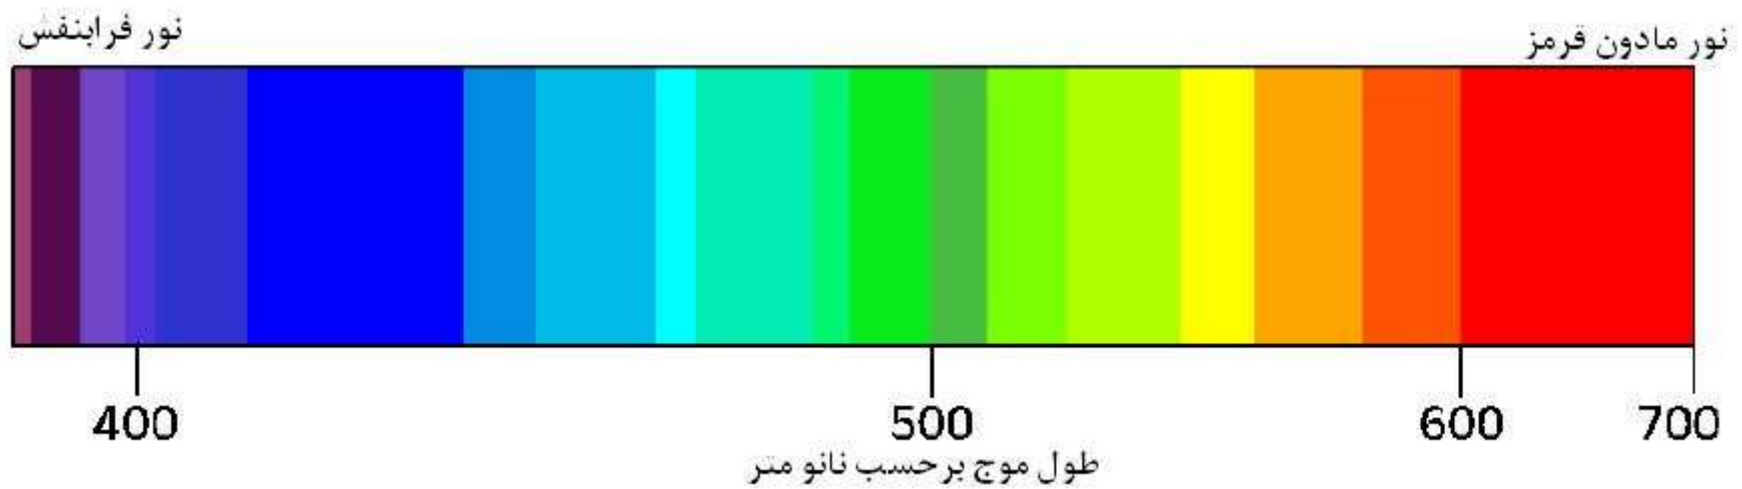 نور فرابنفش
نور مادون قرمز
400 500 600 700
طول موج برحسب نانو متر